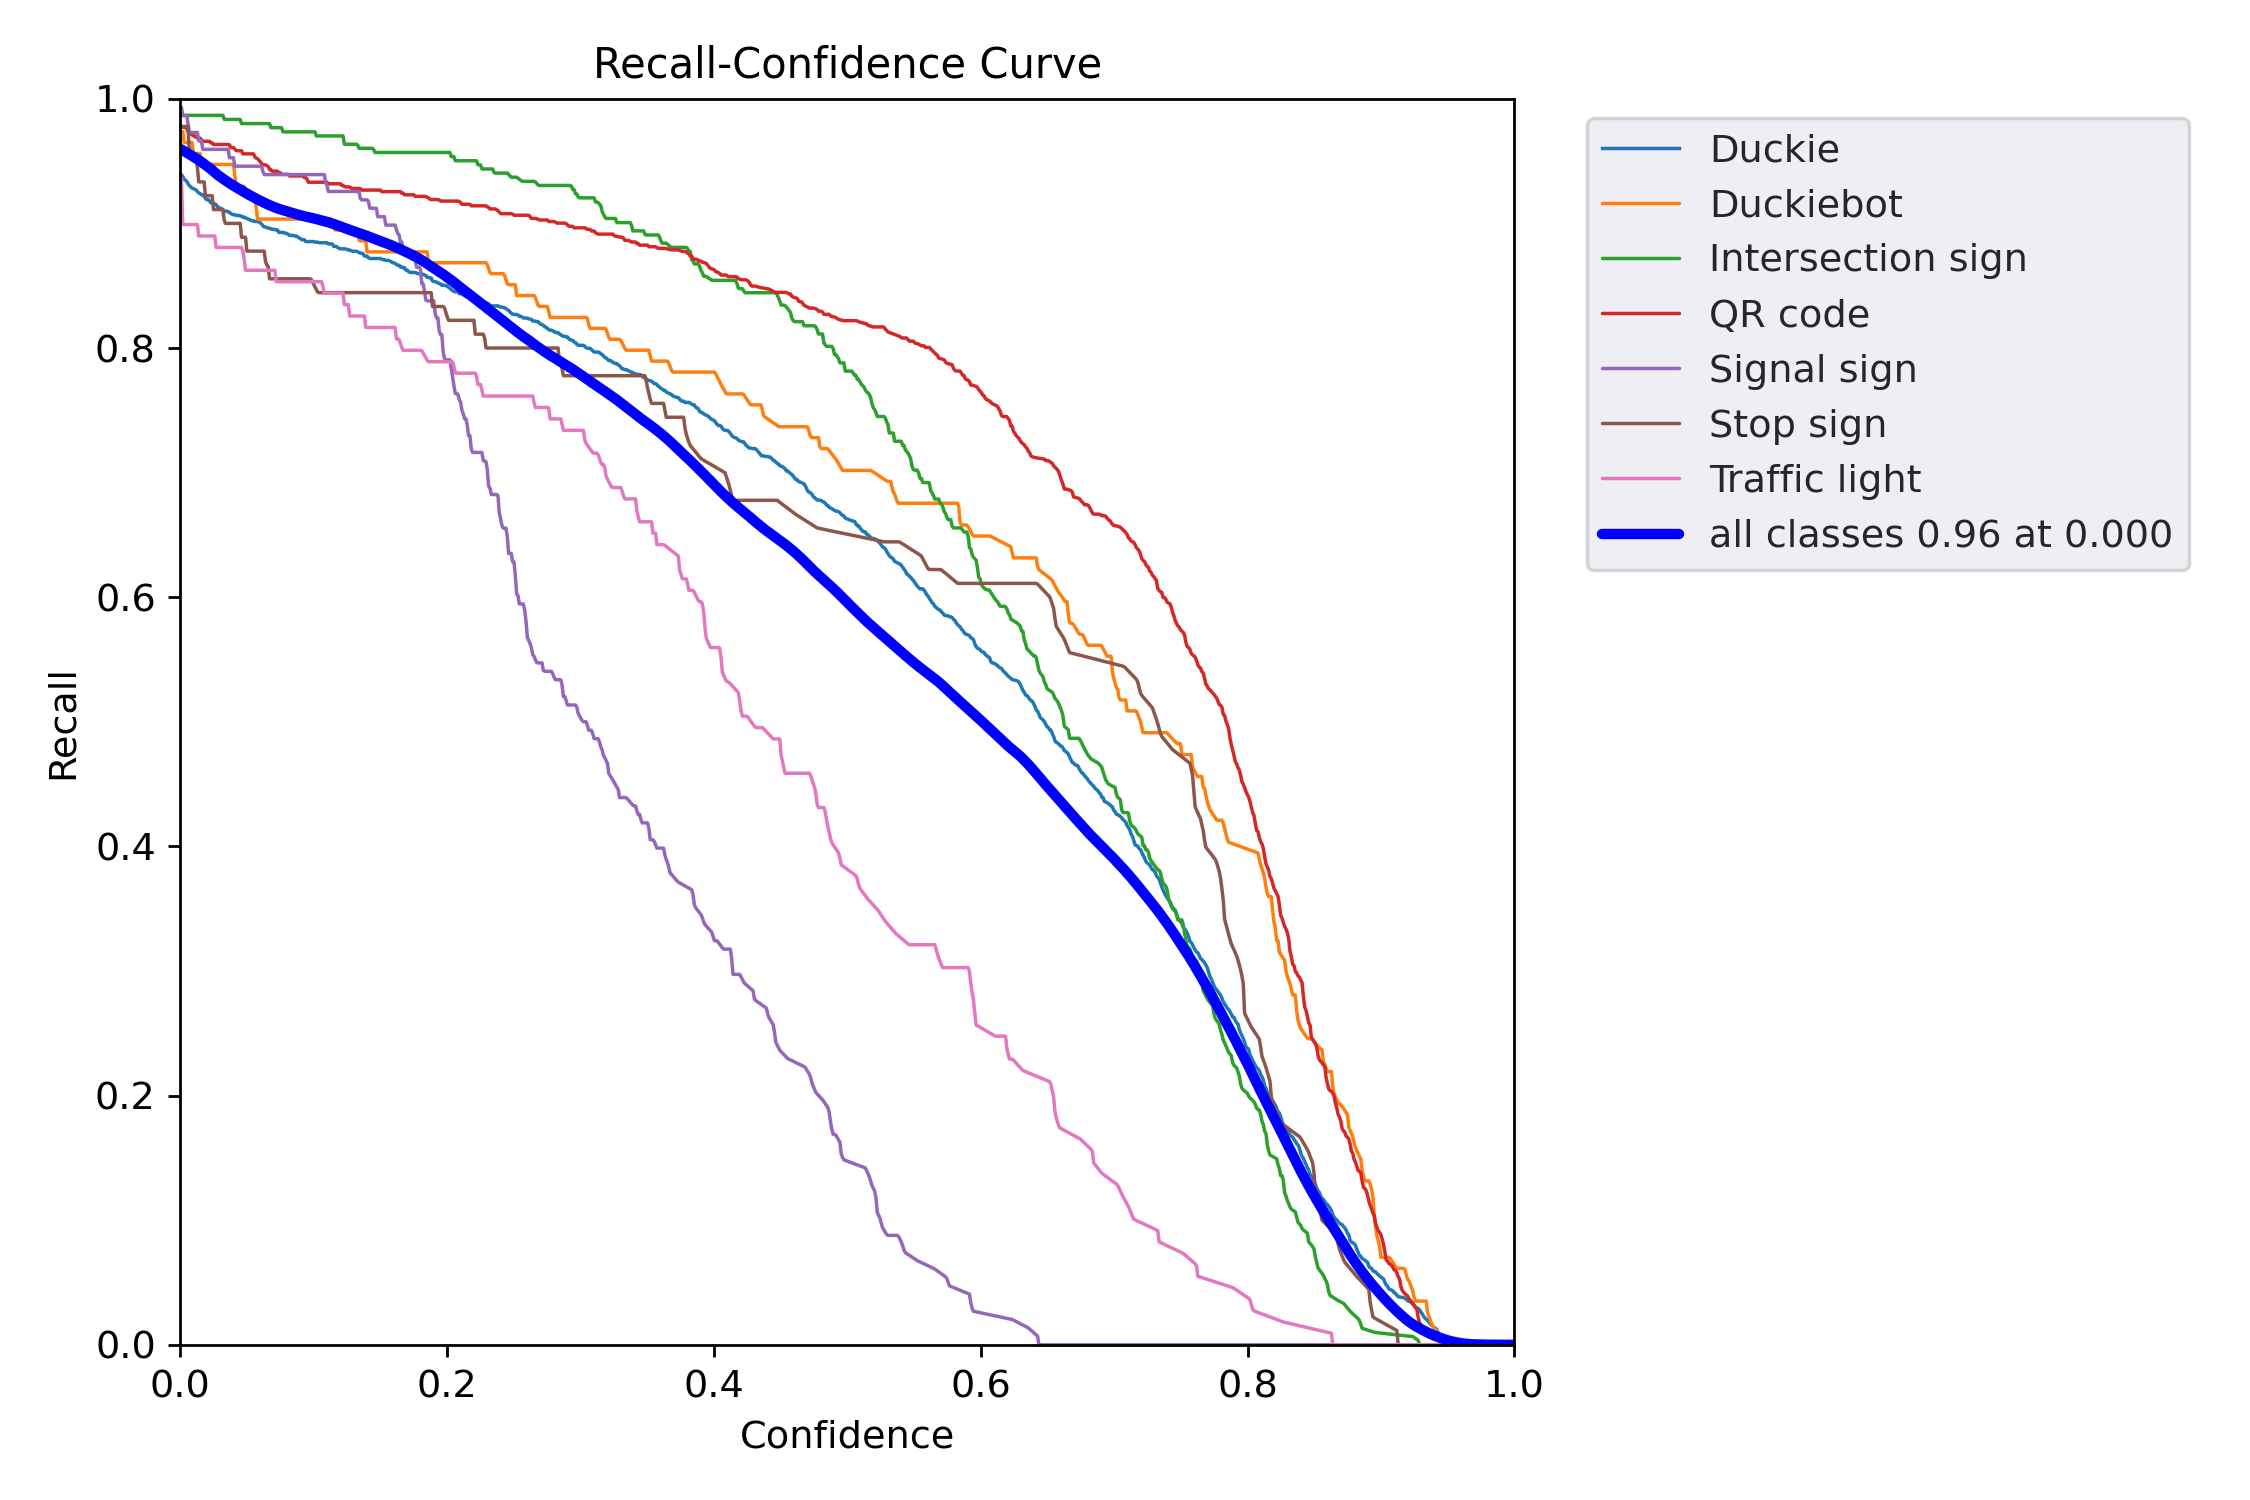 Recall-Confidence Curve
1.0
0.8
0.6
0.4
0.2
0.0
Recall
0.0 0.2 0.4 0.6 0.8 1.0
Confidence
Duckie
Duckiebot
Intersection sign
QR code
Signal sign
Stop sign
Traffic light
all classes 0.96 at 0.000